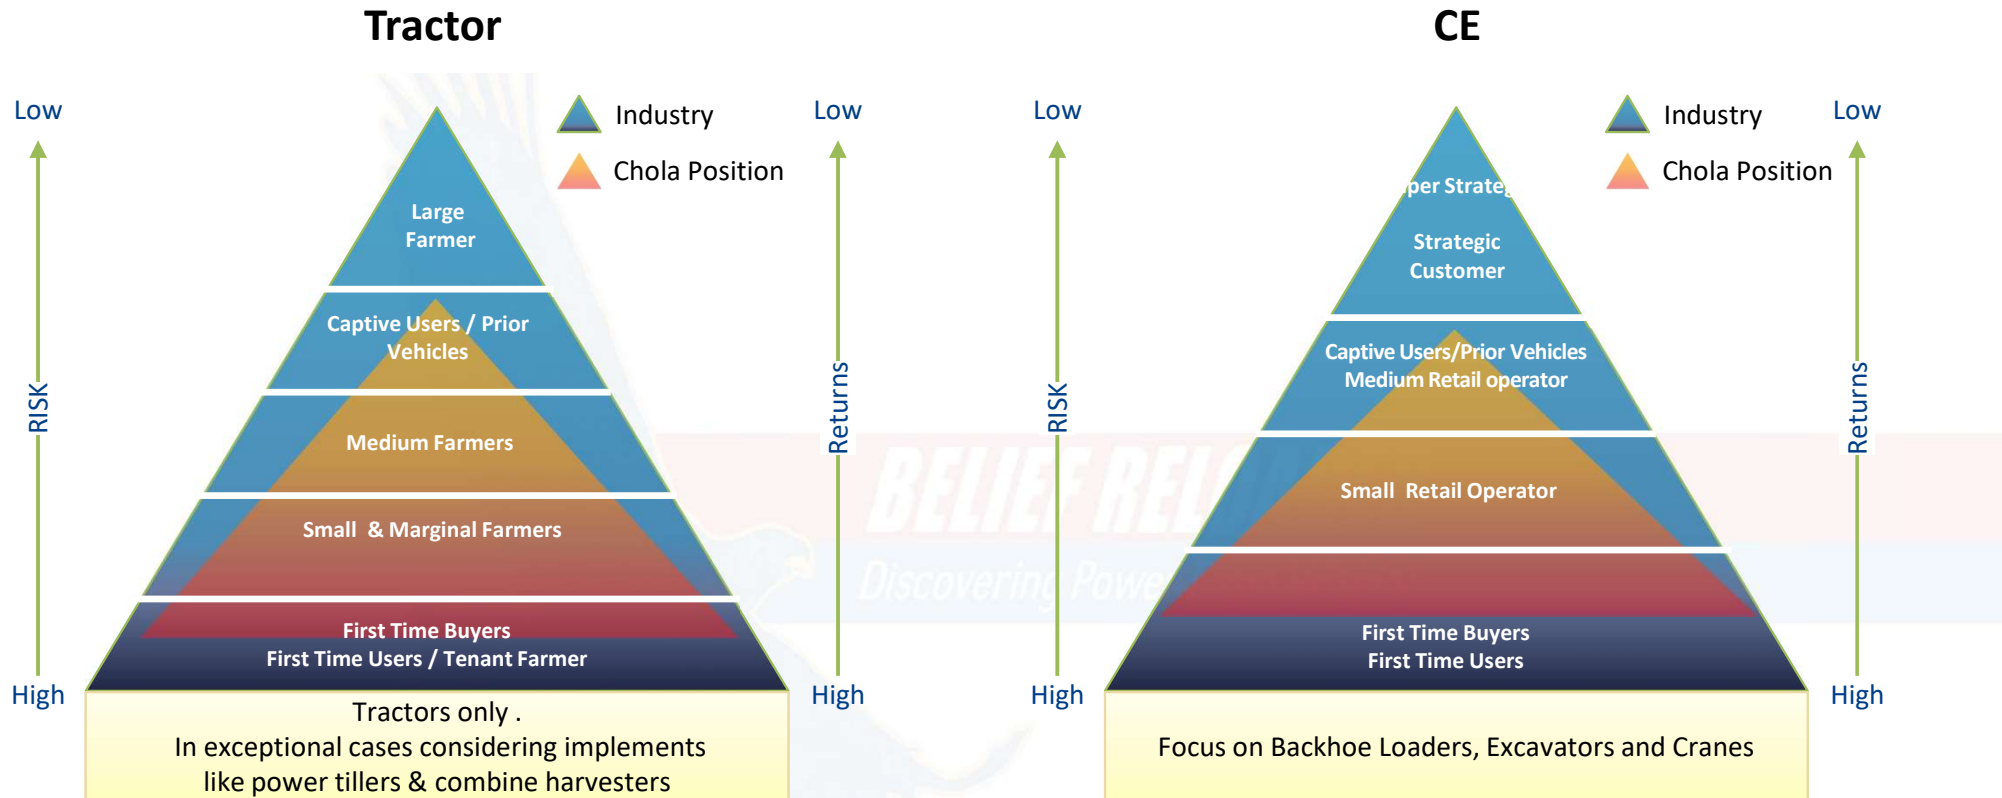 Tractor
Low
Industry
Chola Position
Low
Large
Farmer
Captive Users / Prior
Vehicles
RISK
Returns
Medium Farmers
Small & Marginal Farmers
First Time Buyers
First Time Users / Tenant Farmer
High
High
Tractors only .
In exceptional cases considering implements
like power tillers & combine harvesters
CE
Low
Industry
Chola Position
Low
Strategic
Customer
Captive Users/Prior Vehicles
Medium Retail operator
RISK
Returns
Small Retail Operator
First Time Buyers
First Time Users
High
High
Focus on Backhoe Loaders, Excavators and Cranes
BELIEF
Discovering